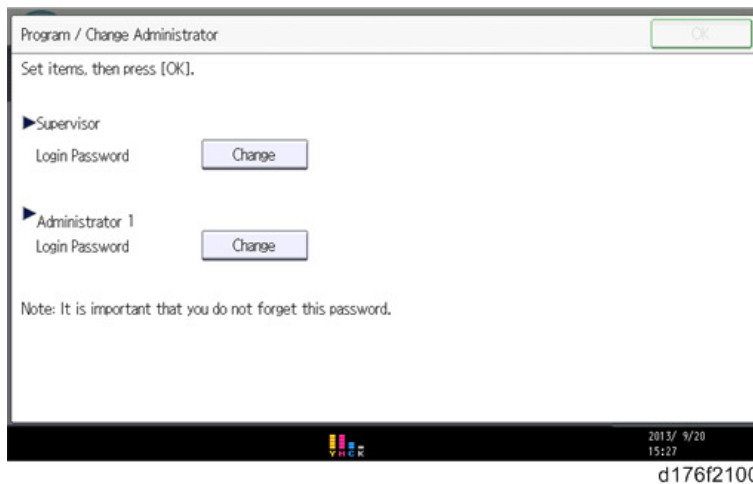 Program / Change Administrator
OK
Set items, then press [OK].
▶Supervisor
Login Password
Change
▶Administrator 1
Login Password
Change
Note: It is important that you do not forget this password.
Y M C K
2013/ 9/20
15:27
d176f2100